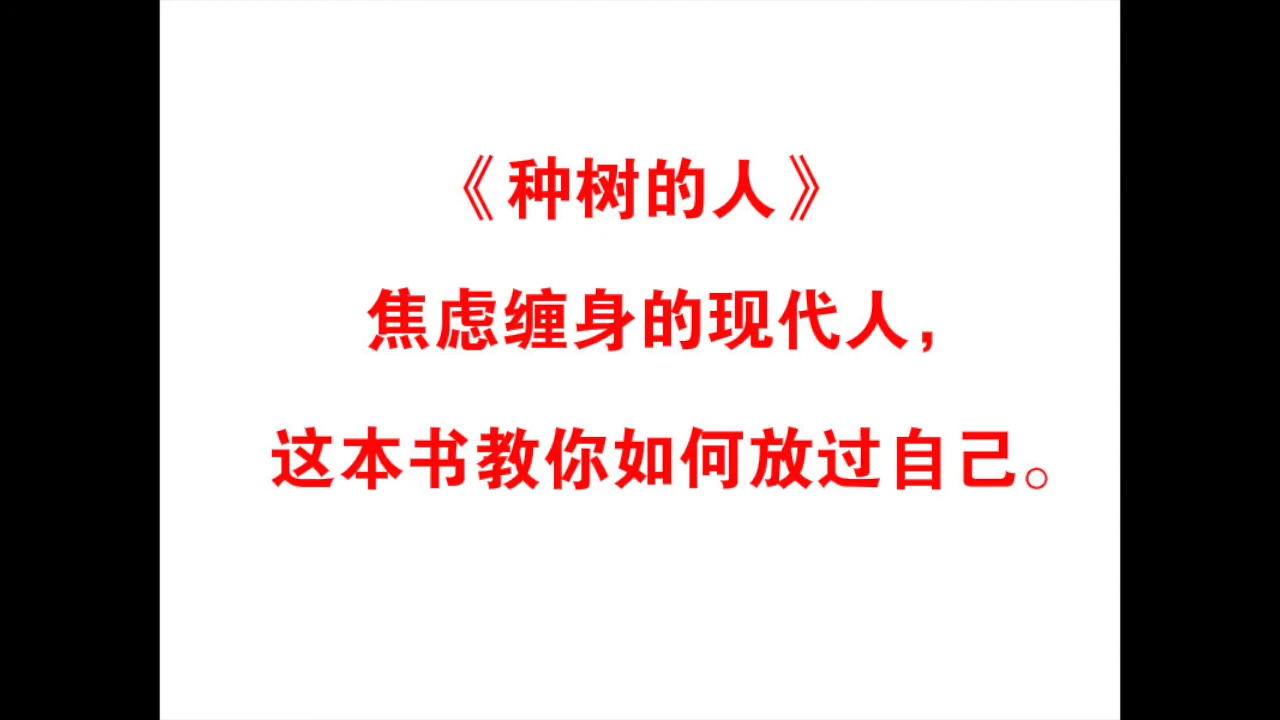 《种树的人》
焦虑缠身的现代人，
这本书教你如何放过自己。